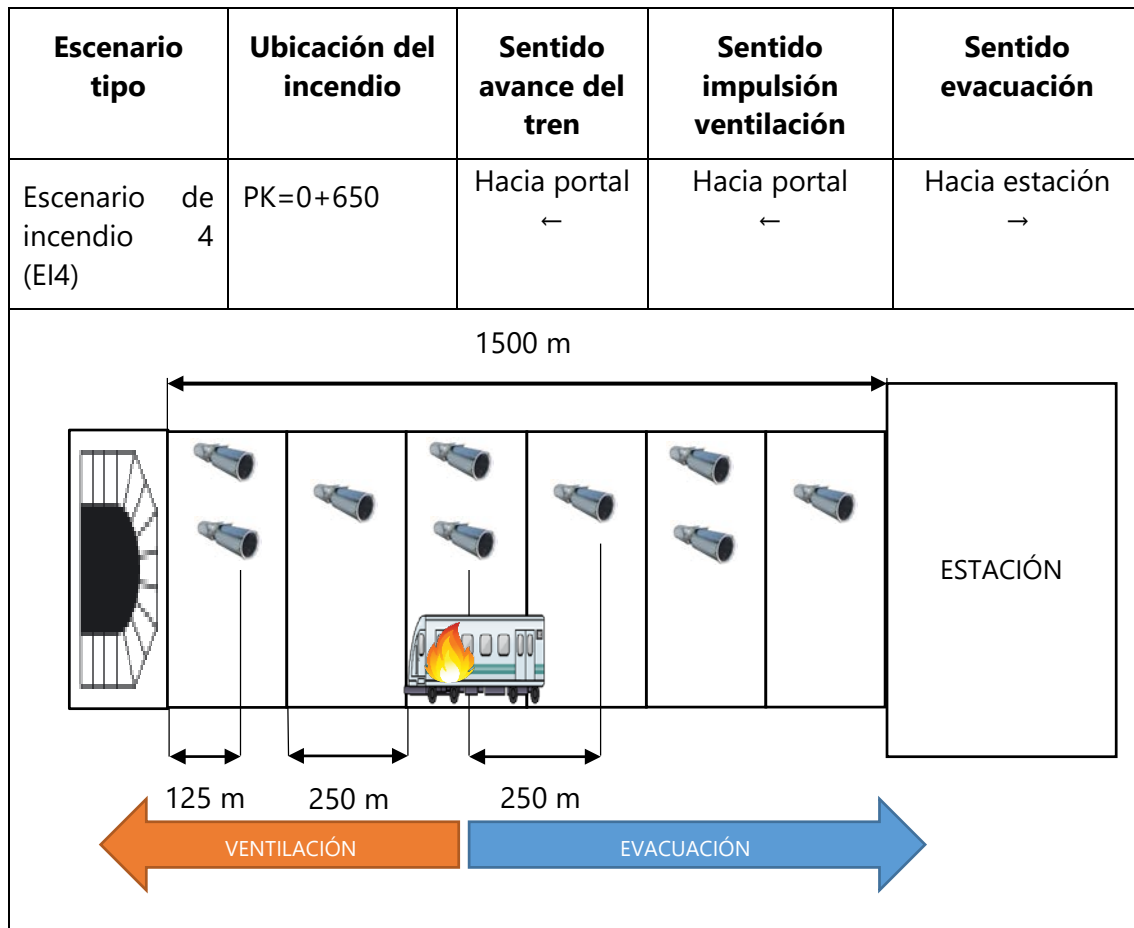 Escenario
tipo
Ubicación del
incendio
Sentido
avance del
tren
Sentido
impulsión
ventilación
Sentido
evacuación
Escenario de
incendio 4
(EI4)
PK=0+650
Hacia portal
←
Hacia portal
←
Hacia estación
→
1500 m
ESTACIÓN
125 m
250 m
250 m
VENTILACIÓN
EVACUACIÓN